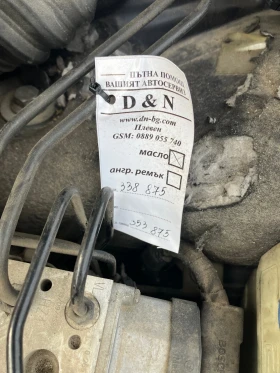 ПЪТНА ПОМОЩ
ВАШИЯТ АВТОСЕРВИЗ
D & N
www.dn-bg.com
Плевен
GSM: 0889 055 740
масло
ангр. ремък
338 875
353 875